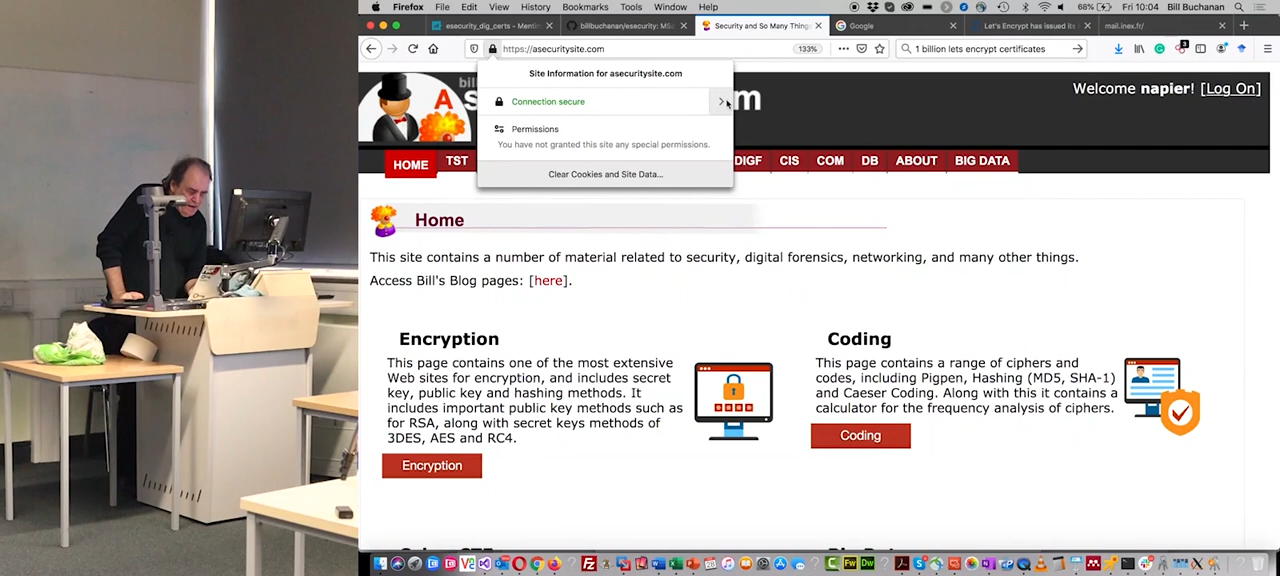 Firefox File Edit View History Bookmarks Tools Window Help 68% Fri 10:04 Bill Buchanan
esecurity_dig_certs - Menti
billbuchanan/esecurity: MS
Security and So Many Thing
Google
Let's Encrypt has issued its
mail.inex.fr/
https://asecuritysite.com
133%
1 billion lets encrypt certificates
Site Information for asecuritysite.com
Connection secure
Permissions
You have not granted this site any special permissions.
Clear Cookies and Site Data...
bil
A s
m
Welcome napier! [Log On]
HOME TST DIGF CIS COM DB ABOUT BIG DATA
Home
This site contains a number of material related to security, digital forensics, networking, and many other things.
Access Bill's Blog pages: [here].
Encryption
This page contains one of the most extensive
Web sites for encryption, and includes secret
key, public key and hashing methods. It
includes important public key methods such as
for RSA, along with secret keys methods of
3DES, AES and RC4.
Encryption
Coding
This page contains a range of ciphers and
codes, including Pigpen, Hashing (MD5, SHA-1)
and Caeser Coding. Along with this it contains a
calculator for the frequency analysis of ciphers.
Coding